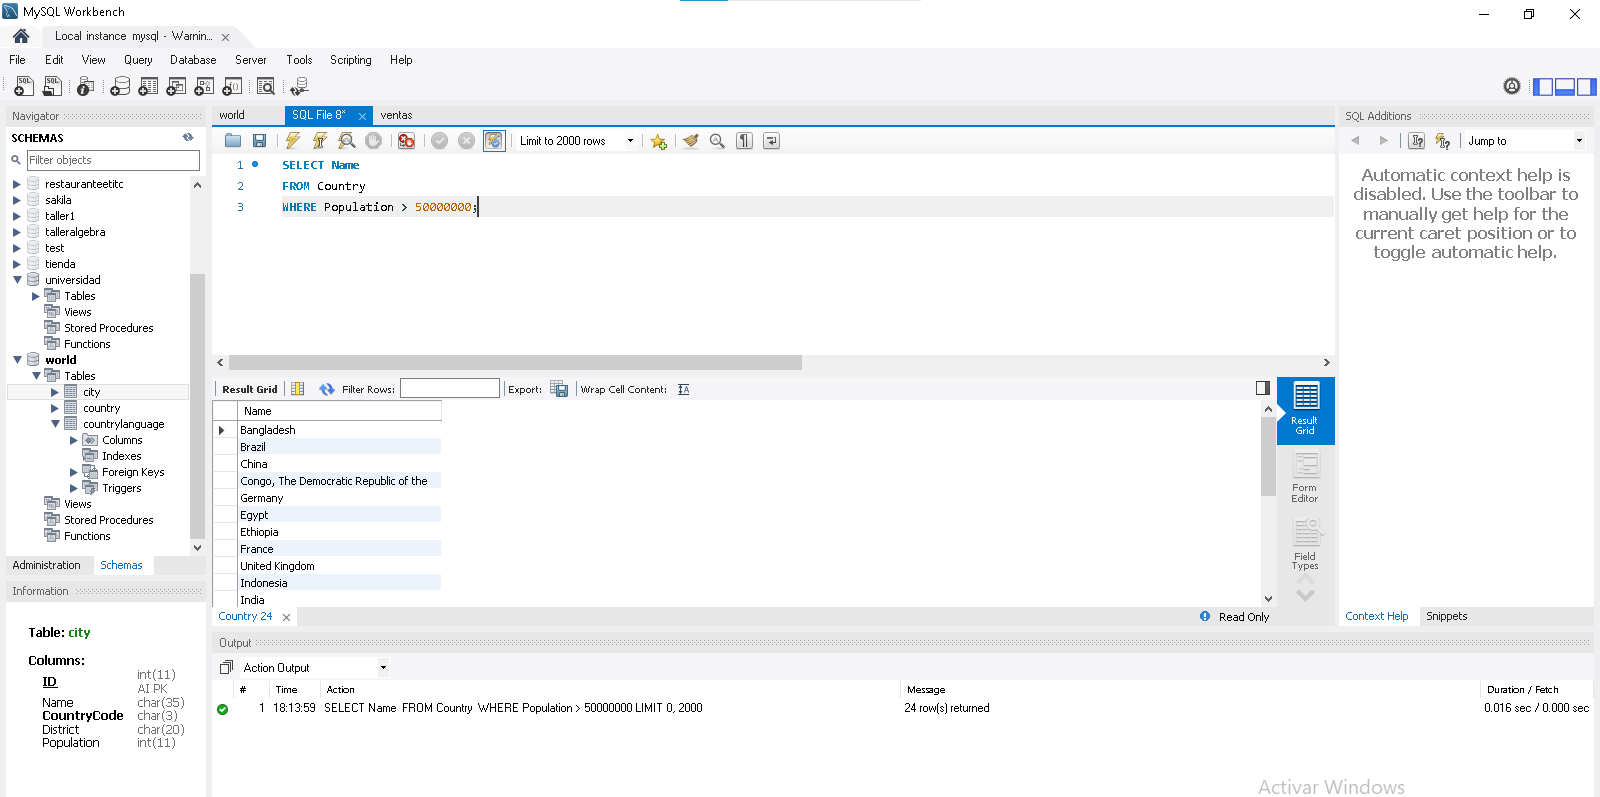 MySQL Workbench
Local instance mysql - Warnin...
File Edit View Query Database Server Tools Scripting Help
Navigator
SCHEMAS
Filter objects
restauranteetitc
sakila
taller1
talleralgebra
test
tienda
universidad
Tables
Views
Stored Procedures
Functions
world
Tables
city
country
countrylanguage
Columns
Indexes
Foreign Keys
Triggers
Views
Stored Procedures
Functions
Administration Schemas
Information
Table: city
Columns:
ID int(11) AI PK
Name char(35)
CountryCode char(3)
District char(20)
Population int(11)
world SQL File 8* ventas
Limit to 2000 rows
1 SELECT Name
2 FROM Country
3 WHERE Population > 50000000;
Result Grid Filter Rows: Export: Wrap Cell Content:
Name
Bangladesh
Brazil
China
Congo, The Democratic Republic of the
Germany
Egypt
Ethiopia
France
United Kingdom
Indonesia
India
Result Grid
Form Editor
Field Types
Country 24 Read Only
Output
Action Output
# Time Action Message Duration / Fetch
1 18:13:59 SELECT Name FROM Country WHERE Population > 50000000 LIMIT 0, 2000 24 row(s) returned 0.016 sec / 0.000 sec
SQL Additions
Jump to
Automatic context help is
disabled. Use the toolbar to
manually get help for the
current caret position or to
toggle automatic help.
Context Help Snippets
Activar Windows